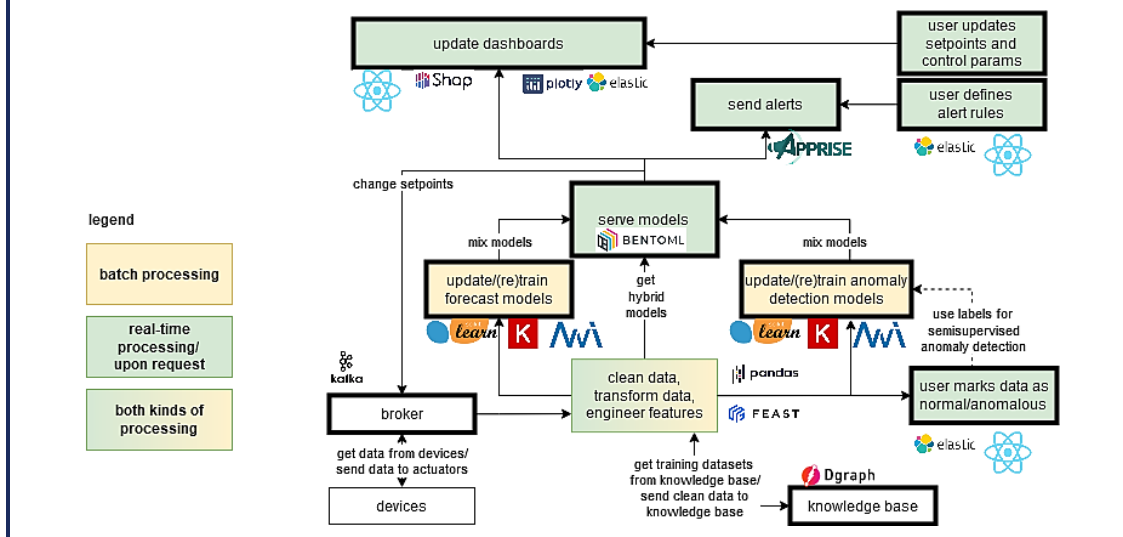 update dashboards
user updates
setpoints and
control params
Shap
plotly
elastic
send alerts
user defines
alert rules
APPRISE
elastic
change setpoints
legend
serve models
BENTOML
mix models
mix models
batch processing
update/(re)train
forecast models
get
hybrid
models
update/(re)train anomaly
detection models
learn
K
learn
K
use labels for
semisupervised
anomaly detection
real-time
processing/
upon request
kafka
clean data,
transform data,
engineer features
pandas
FEAST
user marks data as
normal/anomalous
both kinds of
processing
broker
elastic
get data from devices/
send data to actuators
get training datasets
from knowledge base/
send clean data to
knowledge base
Dgraph
devices
knowledge base